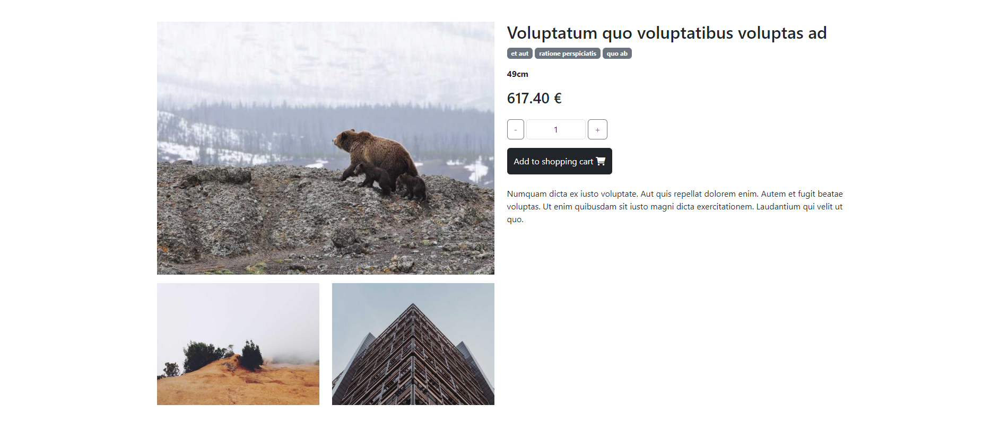 Voluptatum quo voluptatibus voluptas ad
et aut ratione perspiciatis quo ab
49cm
617.40 €
- 1 +
Add to shopping cart
Numquam dicta ex iusto voluptate. Aut quis repellat dolorem enim. Autem et fugit beatae
voluptas. Ut enim quibusdam sit iusto magni dicta exercitationem. Laudantium qui velit ut
quo.